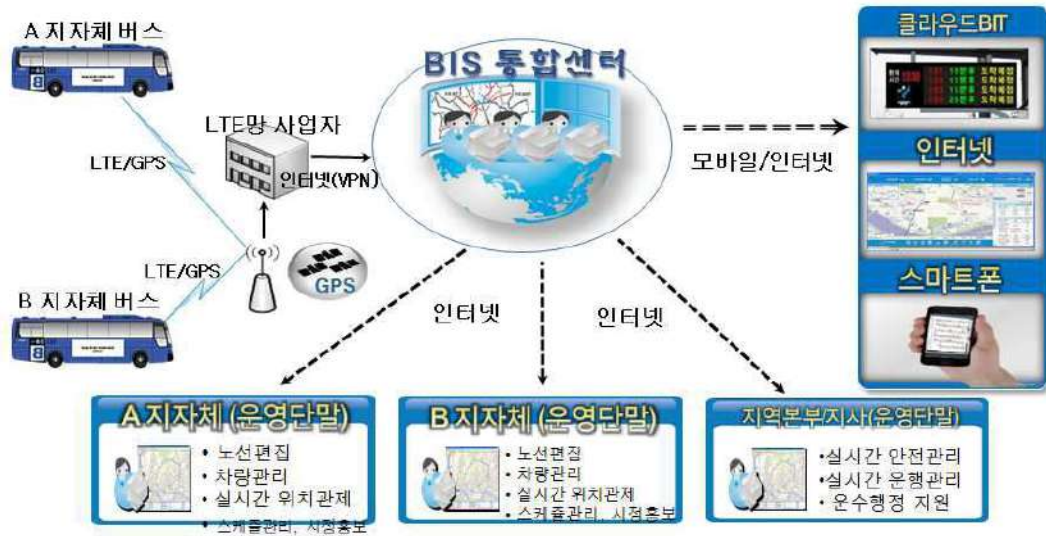 A 지자체 버스
LTE/GPS
LTE망 사업자
인터넷(VPN)
BIS 통합센터
모바일/인터넷
클라우드BIT
인터넷
스마트폰
LTE/GPS
GPS
B 지자체 버스
인터넷
인터넷
A 지자체 (운영단말)
• 노선편집
• 차량관리
• 실시간 위치관제
• 스케쥴관리, 시정홍보
B 지자체 (운영단말)
• 노선편집
• 차량관리
• 실시간 위치관제
• 스케쥴관리, 시정홍보
지역본부/지사(운영단말)
•실시간 안전관리
•실시간 운행관리
• 운수행정 지원